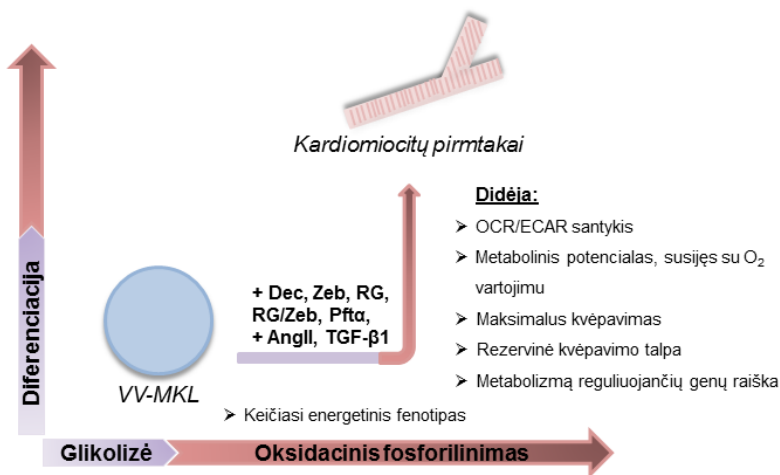 Kardiomiocitų pirmtakai
Didėja:
➢ OCR/ECAR santykis
➢ Metabolinis potencialas, susijęs su O₂
vartojimu
➢ Maksimalus kvėpavimas
➢ Rezervinė kvėpavimo talpa
➢ Metabolizmą reguliuojančių genų raiška
+ Dec, Zeb, RG,
RG/Zeb, Pftα,
+ AngII, TGF-β1
VV-MKL
➢ Keičiasi energetinis fenotipas
Diferenciacija
Glikolizė
Oksidacinis fosforilinimas